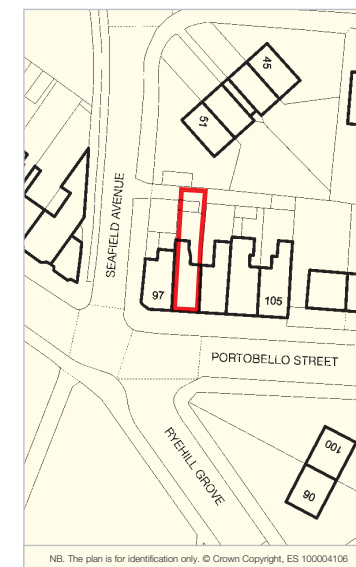 45
51
SEAFIELD AVENUE
97
105
PORTOBELLO STREET
RYEHILL GROVE
100
90
NB. The plan is for identification only. © Crown Copyright, ES 100004106